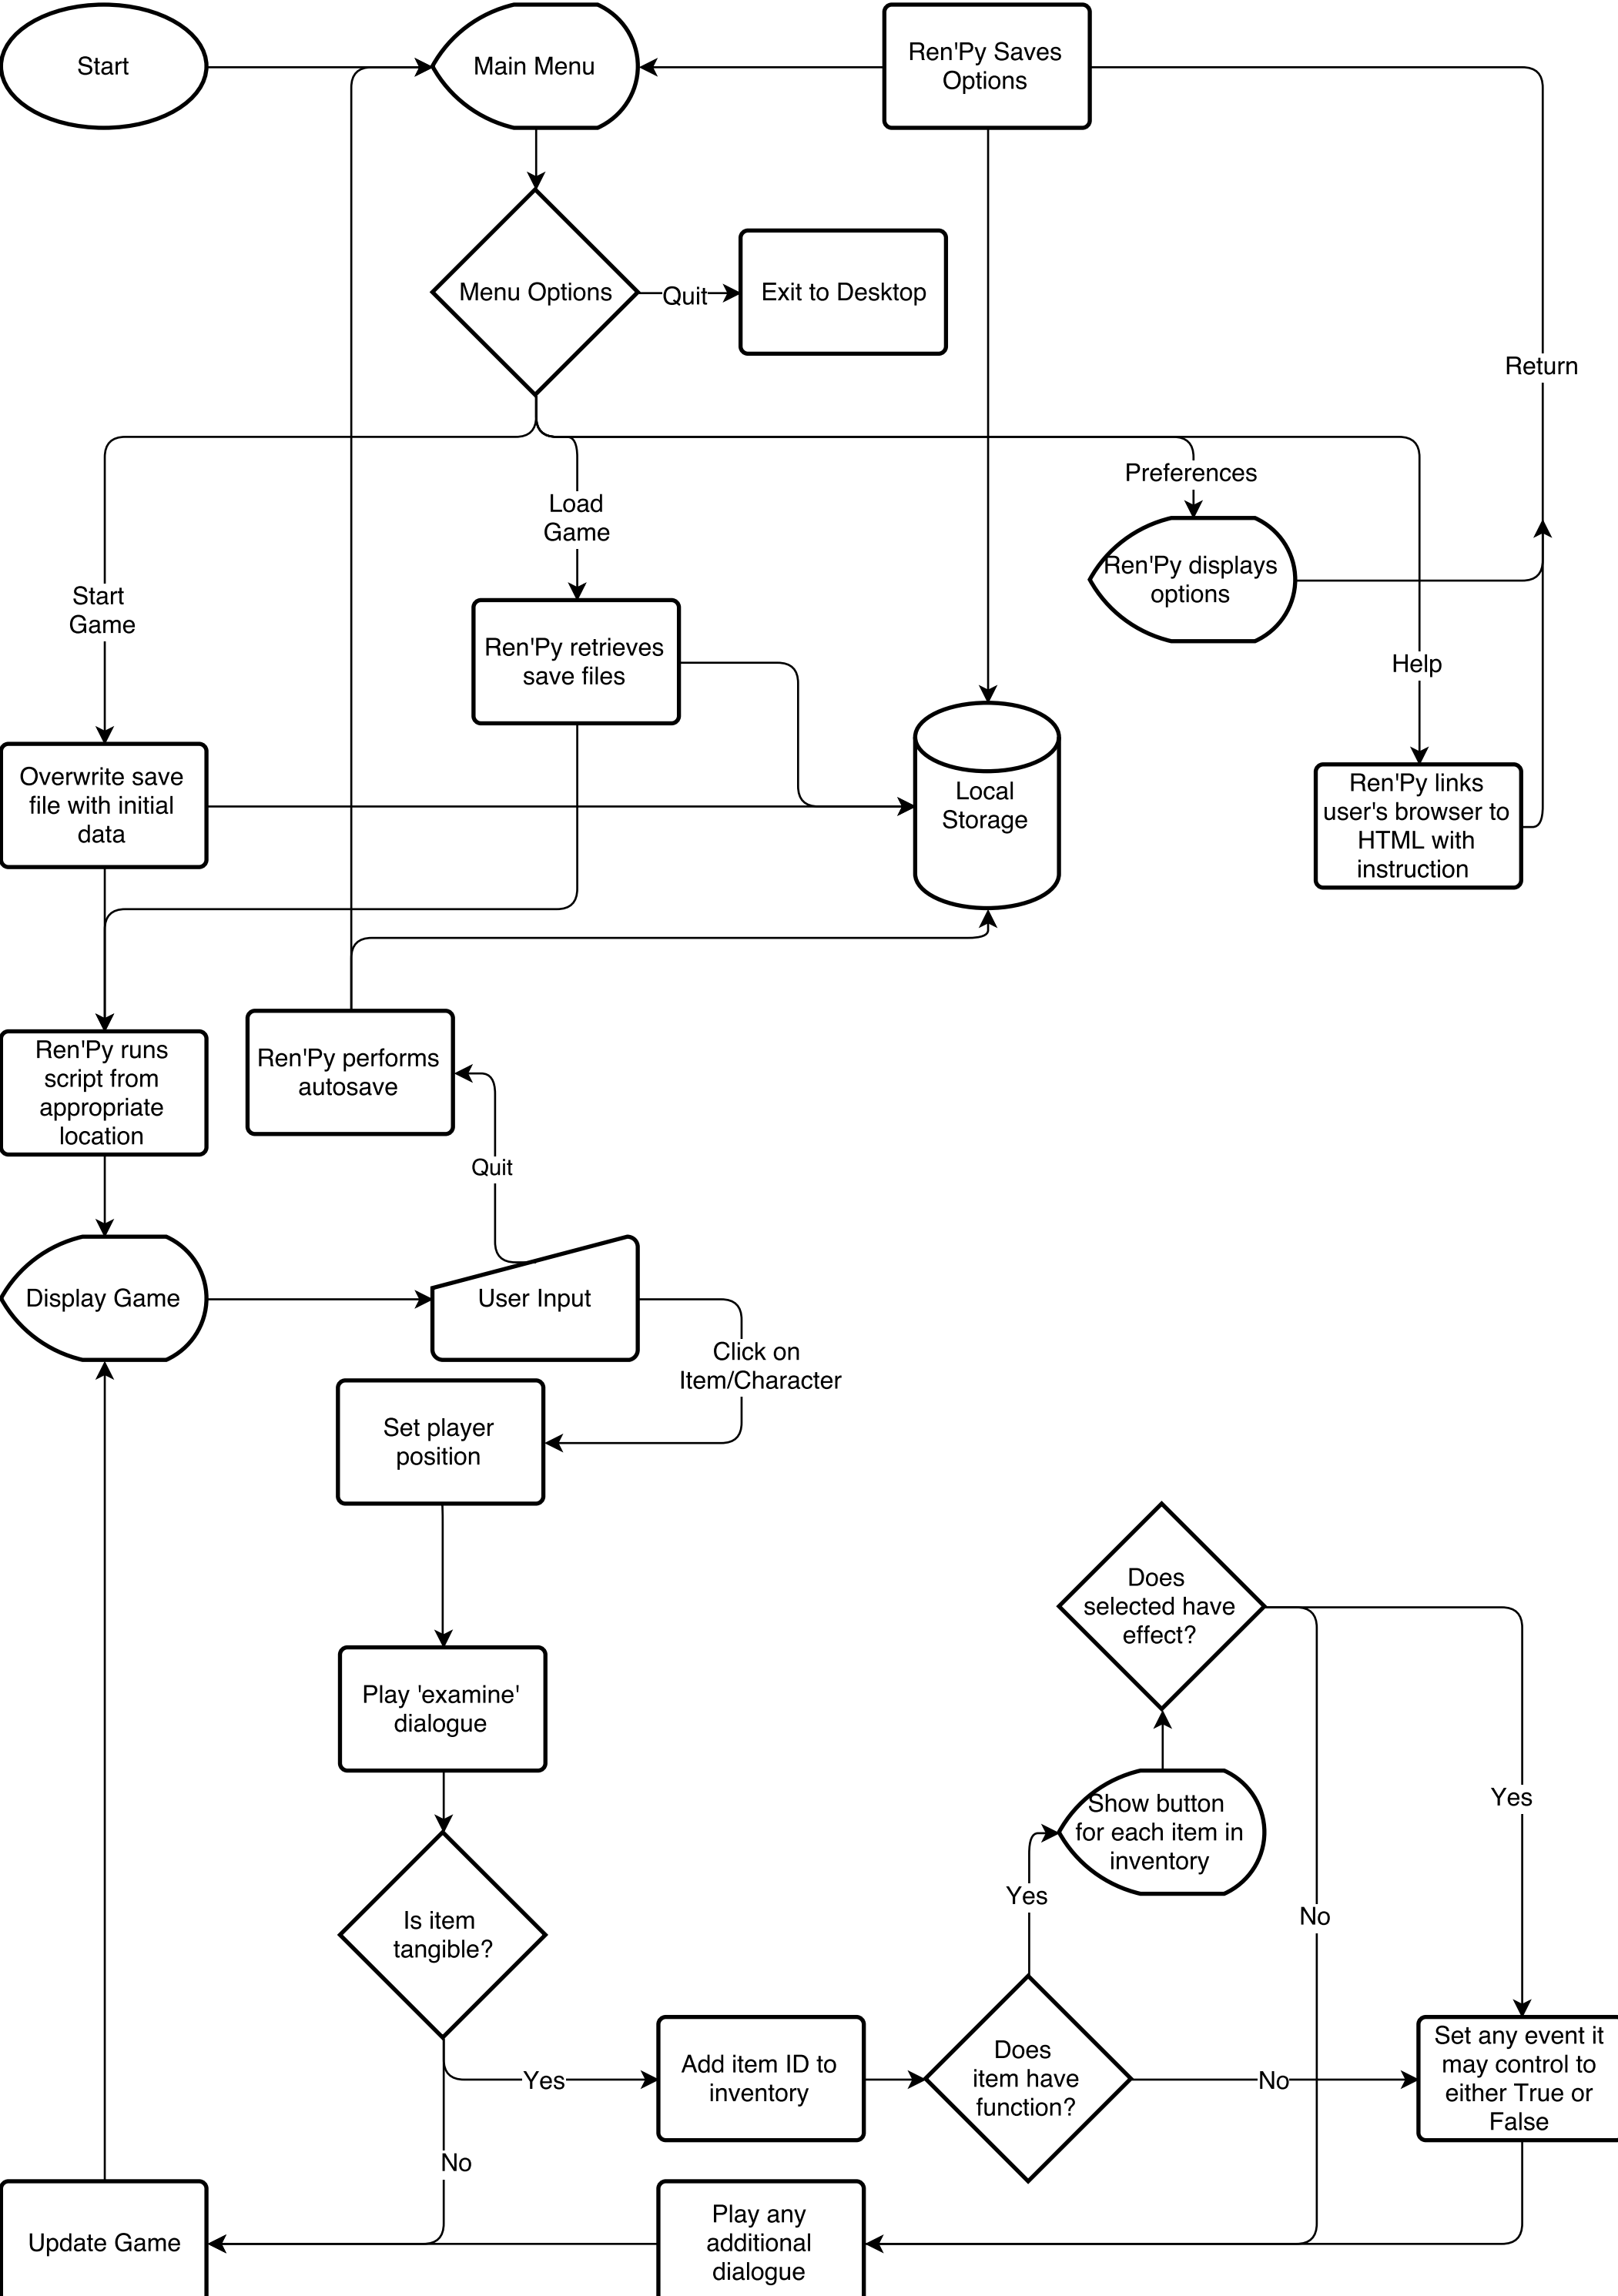 Start
Main Menu
Ren'Py Saves
Options
Menu Options
Quit
Exit to Desktop
Return
Preferences
Load
Game
Ren'Py displays
options
Start
Game
Ren'Py retrieves
save files
Help
Overwrite save
file with initial
data
Local
Storage
Ren'Py links
user's browser to
HTML with
instruction
Ren'Py runs
script from
appropriate
location
Ren'Py performs
autosave
Quit
Display Game
User Input
Click on
Item/Character
Set player
position
Does
selected have
effect?
Play 'examine'
dialogue
Yes
Show button
for each item in
inventory
Yes
No
Is item
tangible?
Yes
Add item ID to
inventory
Does
item have
function?
No
Set any event it
may control to
either True or
False
No
Update Game
Play any
additional
dialogue